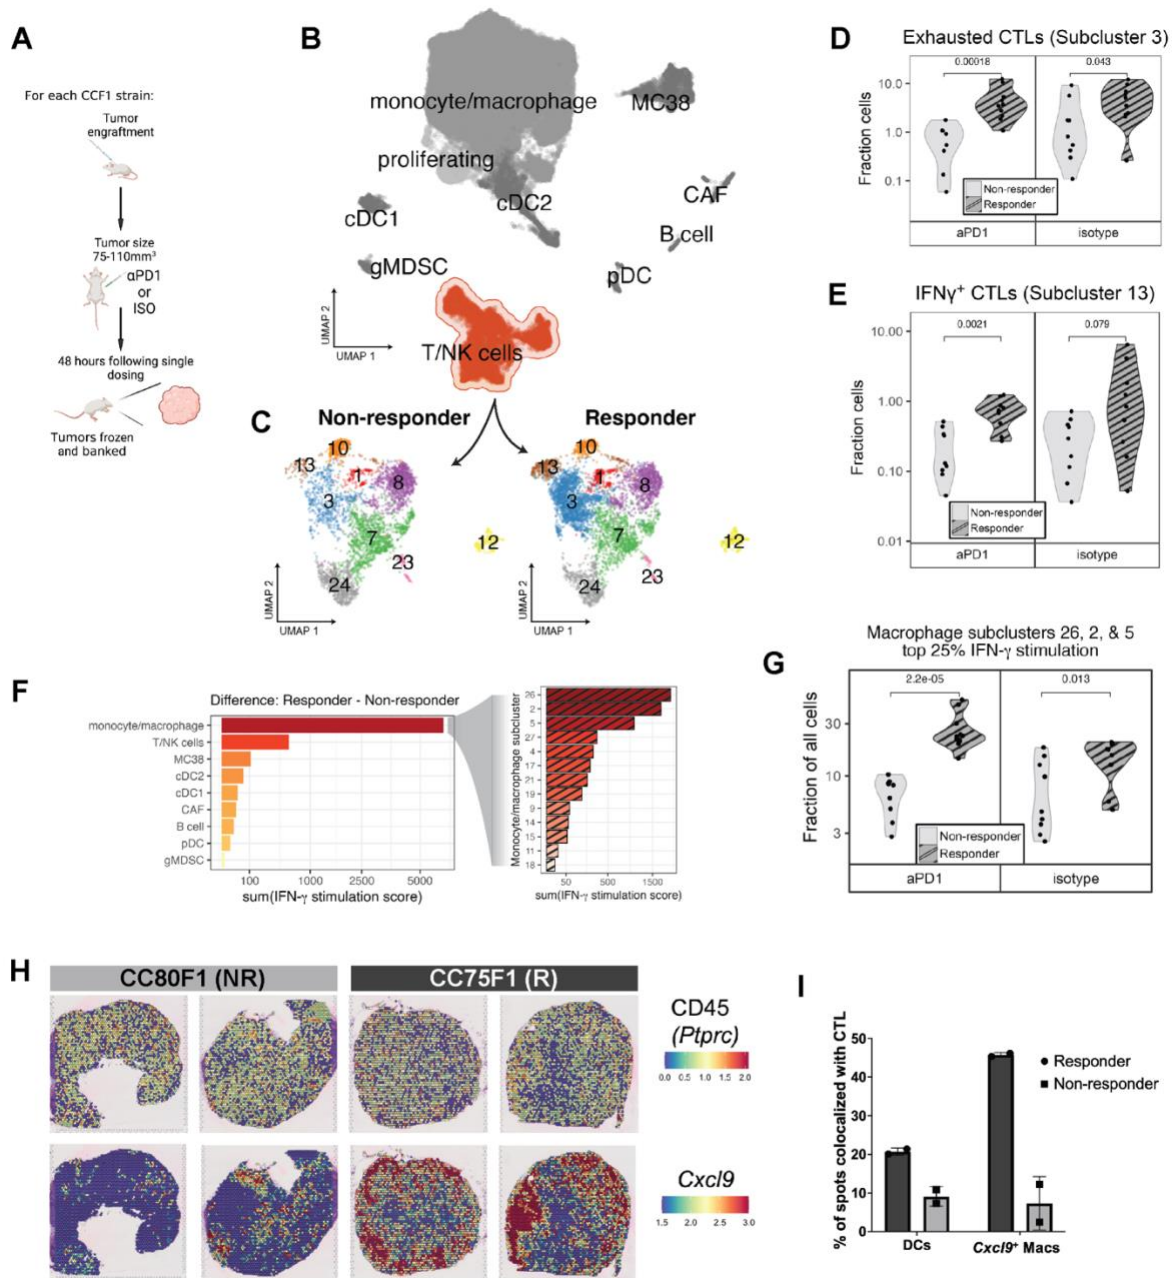 A
For each CCF1 strain:
Tumor
engraftment
Tumor size
75-110mm³
αPD1
or
ISO
48 hours following single
dosing
Tumors frozen
and banked
B
monocyte/macrophage
MC38
proliferating
cDC2
cDC1
CAF
B cell
gMDSC
pDC
T/NK cells
UMAP 2
UMAP 1
C
Non-responder
Responder
10
13
1
8
3
7
12
23
24
UMAP 2
UMAP 1
10
13
1
8
3
7
12
23
24
UMAP 2
UMAP 1
D
Exhausted CTLs (Subcluster 3)
0.00018
0.043
10.0
1.0
0.1
Fraction cells
Non-responder
Responder
aPD1
isotype
E
IFNγ⁺ CTLs (Subcluster 13)
0.0021
0.079
10.00
1.00
0.10
0.01
Fraction cells
Non-responder
Responder
aPD1
isotype
F
Difference: Responder - Non-responder
monocyte/macrophage
T/NK cells
MC38
cDC2
cDC1
CAF
B cell
pDC
gMDSC
100
1000
2500
5000
sum(IFN-γ stimulation score)
Monocyte/macrophage subcluster
26
2
5
27
4
17
21
19
9
14
15
11
18
50
500
1500
sum(IFN-γ stimulation score)
G
Macrophage subclusters 26, 2, & 5
top 25% IFN-γ stimulation
2.2e-05
0.013
30
10
3
Fraction of all cells
Non-responder
Responder
aPD1
isotype
H
CC80F1 (NR)
CC75F1 (R)
CD45
(Ptprc)
0.0 0.5 1.0 1.5 2.0
Cxcl9
1.5 2.0 2.5 3.0
I
% of spots colocalized with CTL
50
40
30
20
10
0
DCs
Cxcl9⁺ Macs
Responder
Non-responder